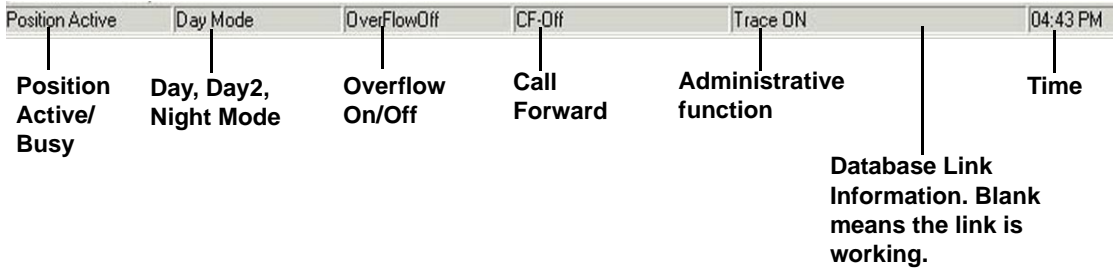 Position Active Day Mode OverFlowOff CF-Off Trace ON 04:43 PM
Position
Active/
Busy
Day, Day2,
Night Mode
Overflow
On/Off
Call
Forward
Administrative
function
Time
Database Link
Information. Blank
means the link is
working.